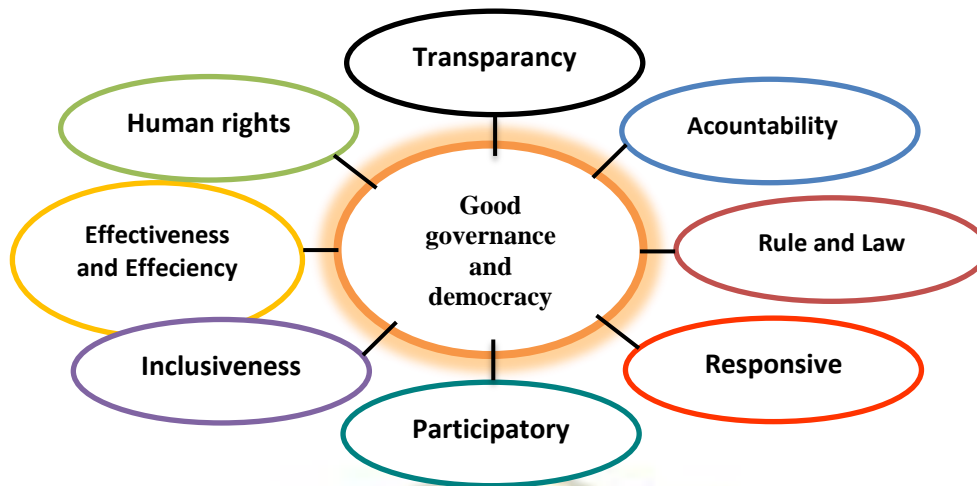 Transparancy
Human rights
Acountability
Good
governance
and
democracy
Effectiveness
and Effeciency
Rule and Law
Inclusiveness
Responsive
Participatory